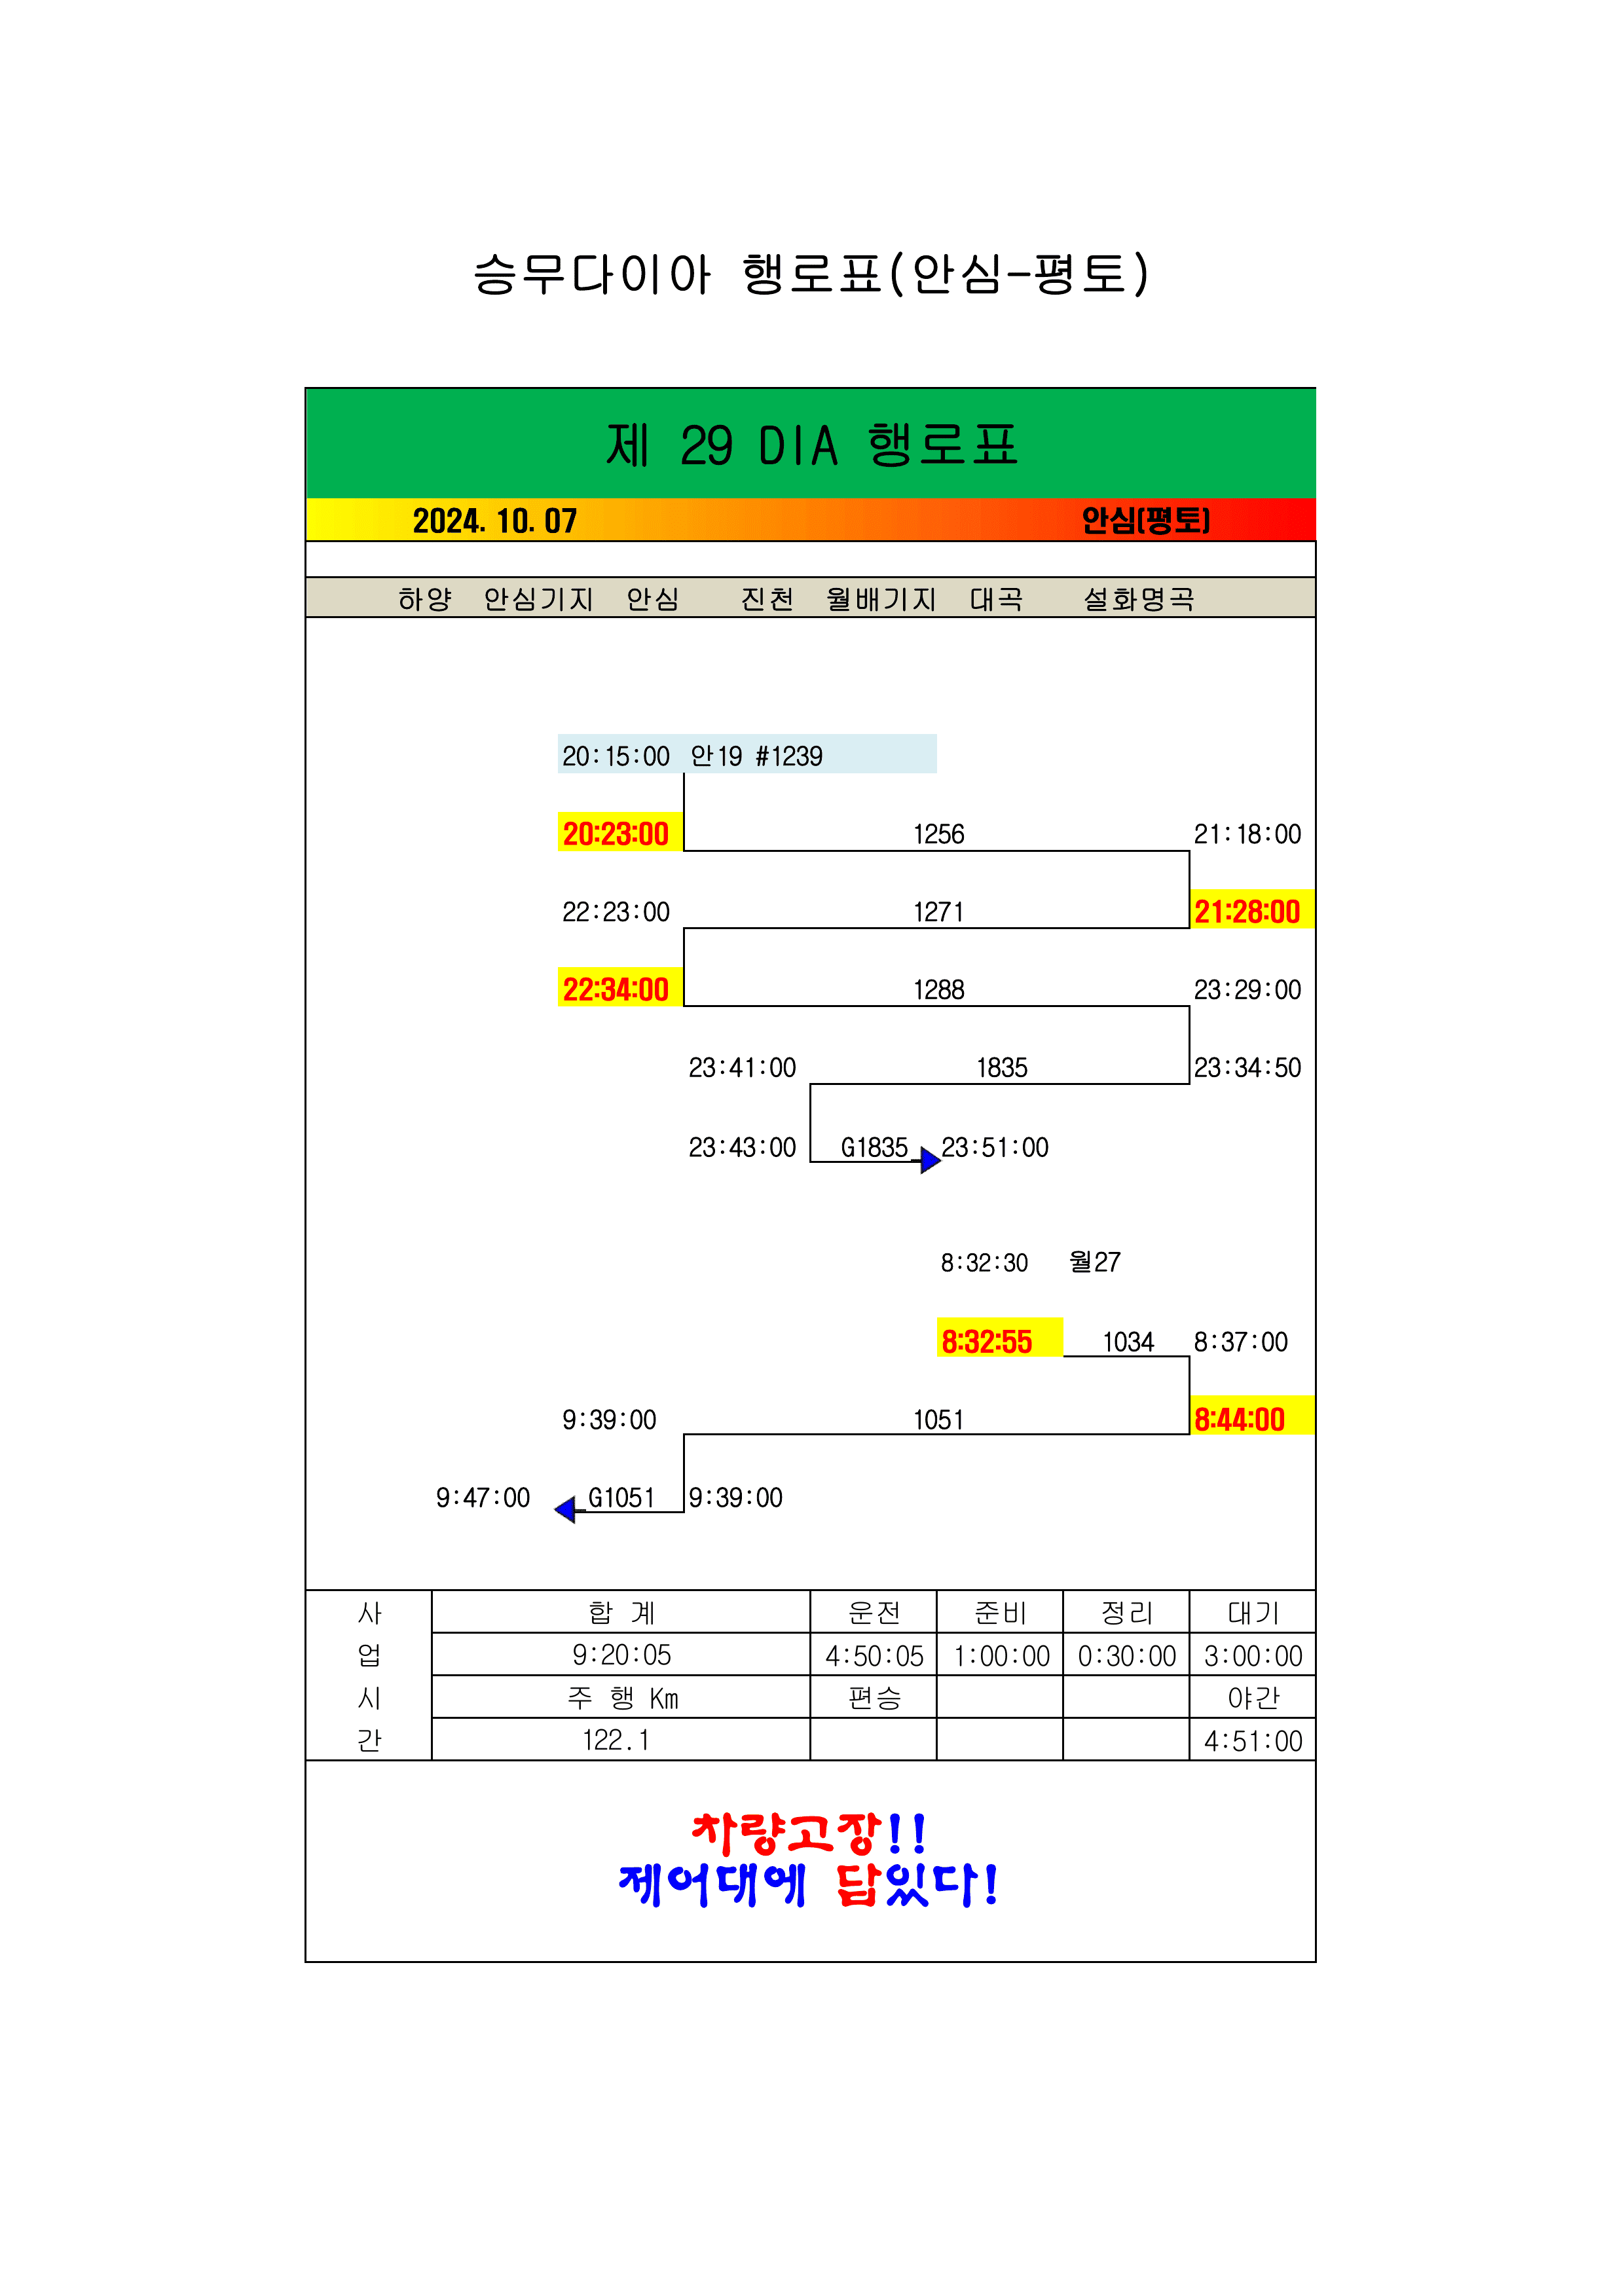 승무다이아 행로표(안심-평토)
제 29 DIA 행로표
2024. 10. 07 안심(평토)
하양 안심기지 안심 진천 월배기지 대곡 설화명곡
20:15:00 안19 #1239
20:23:00 1256 21:18:00
22:23:00 1271 21:28:00
22:34:00 1288 23:29:00
23:41:00 1835 23:34:50
23:43:00 G1835 23:51:00
8:32:30 월27
8:32:55 1034 8:37:00
9:39:00 1051 8:44:00
9:47:00 G1051 9:39:00
사 합 계 운전 준비 정리 대기
업 9:20:05 4:50:05 1:00:00 0:30:00 3:00:00
시 주 행 Km 편승 야간
간 122.1 4:51:00
차량고장!!
제어대에 답있다!